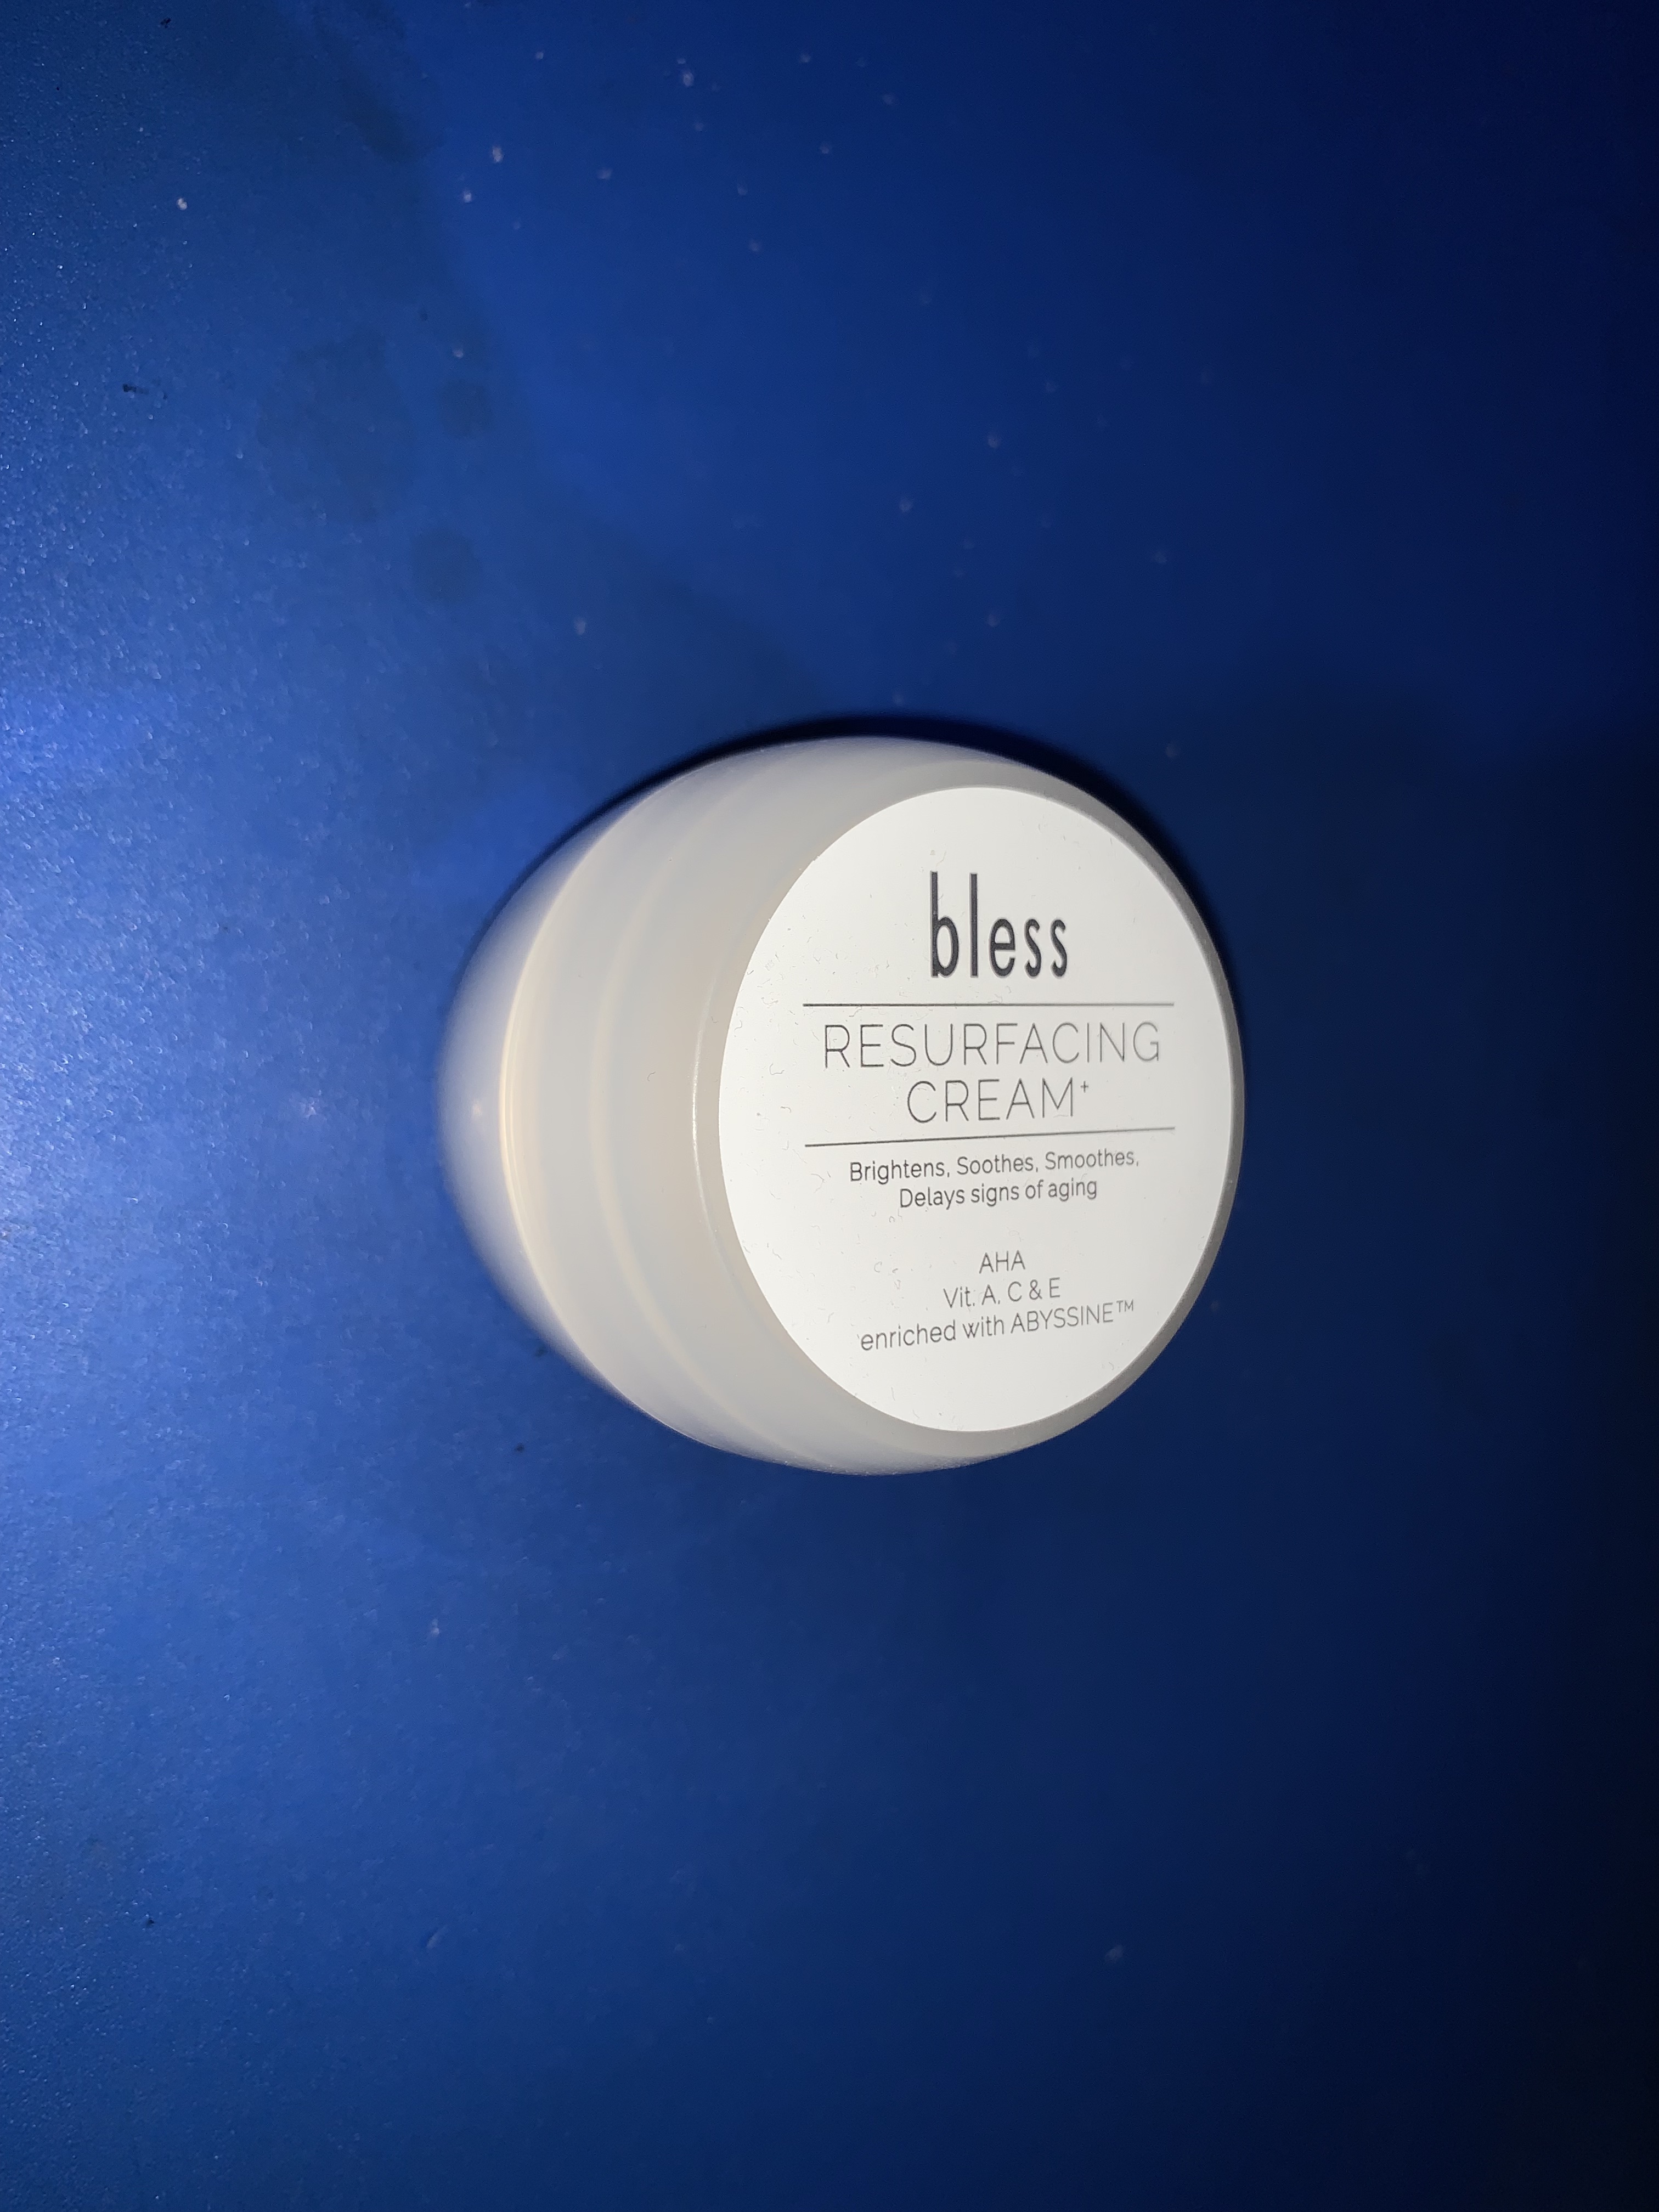 bless
RESURFACING
CREAM⁺
Brightens, Soothes, Smoothes,
Delays signs of aging
AHA
Vit. A, C & E
enriched with ABYSSINE™